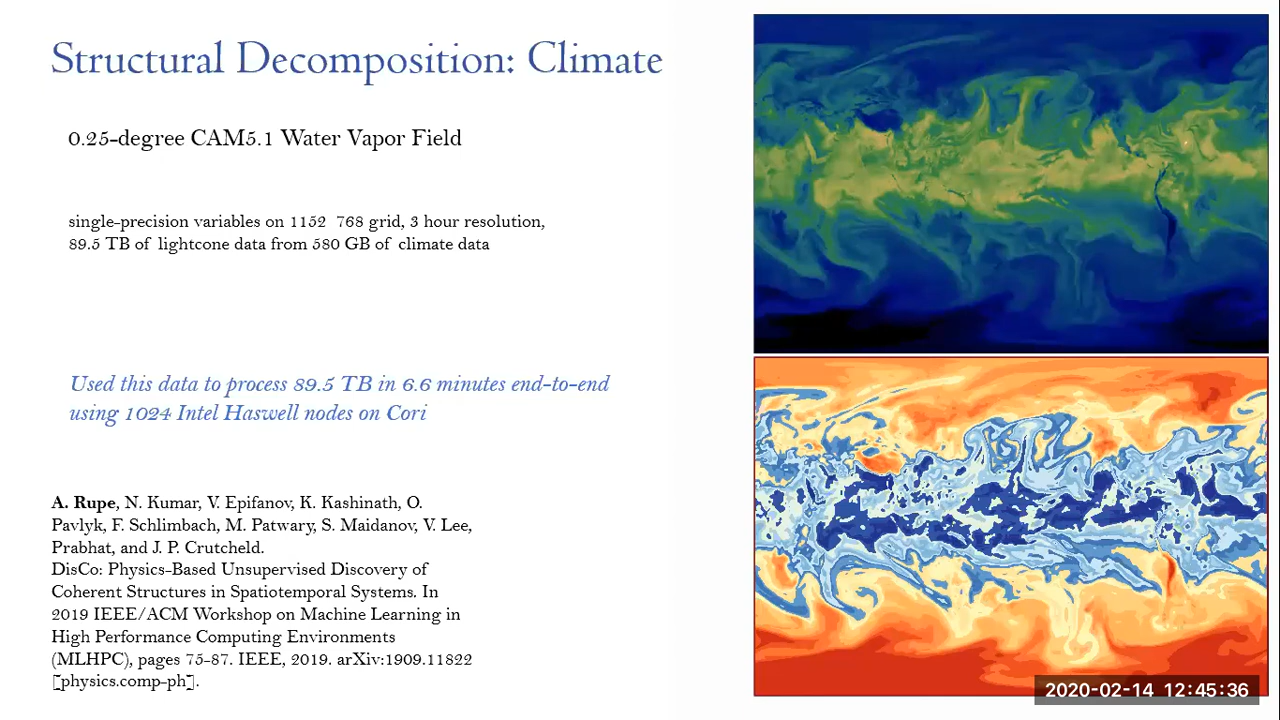 Structural Decomposition: Climate
0.25-degree CAM5.1 Water Vapor Field
single-precision variables on 1152 768 grid, 3 hour resolution,
89.5 TB of lightcone data from 580 GB of climate data
Used this data to process 89.5 TB in 6.6 minutes end-to-end
using 1024 Intel Haswell nodes on Cori
A. Rupe, N. Kumar, V. Epifanov, K. Kashinath, O.
Pavlyk, F. Schlimbach, M. Patwary, S. Maidanov, V. Lee,
Prabhat, and J. P. Crutcheld.
DisCo: Physics-Based Unsupervised Discovery of
Coherent Structures in Spatiotemporal Systems. In
2019 IEEE/ACM Workshop on Machine Learning in
High Performance Computing Environments
(MLHPC), pages 75-87. IEEE, 2019. arXiv:1909.11822
[physics.comp-ph].
2020-02-14 12:45:36